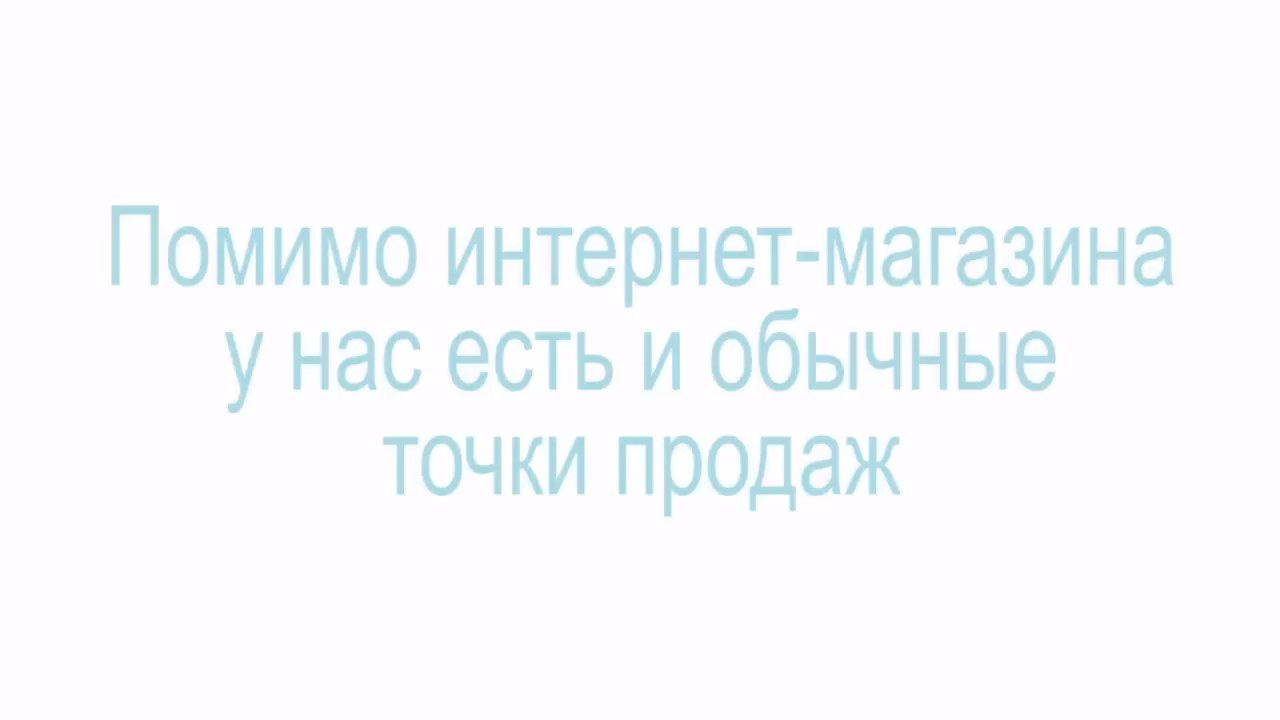 Помимо интернет-магазина
у нас есть и обычные
точки продаж